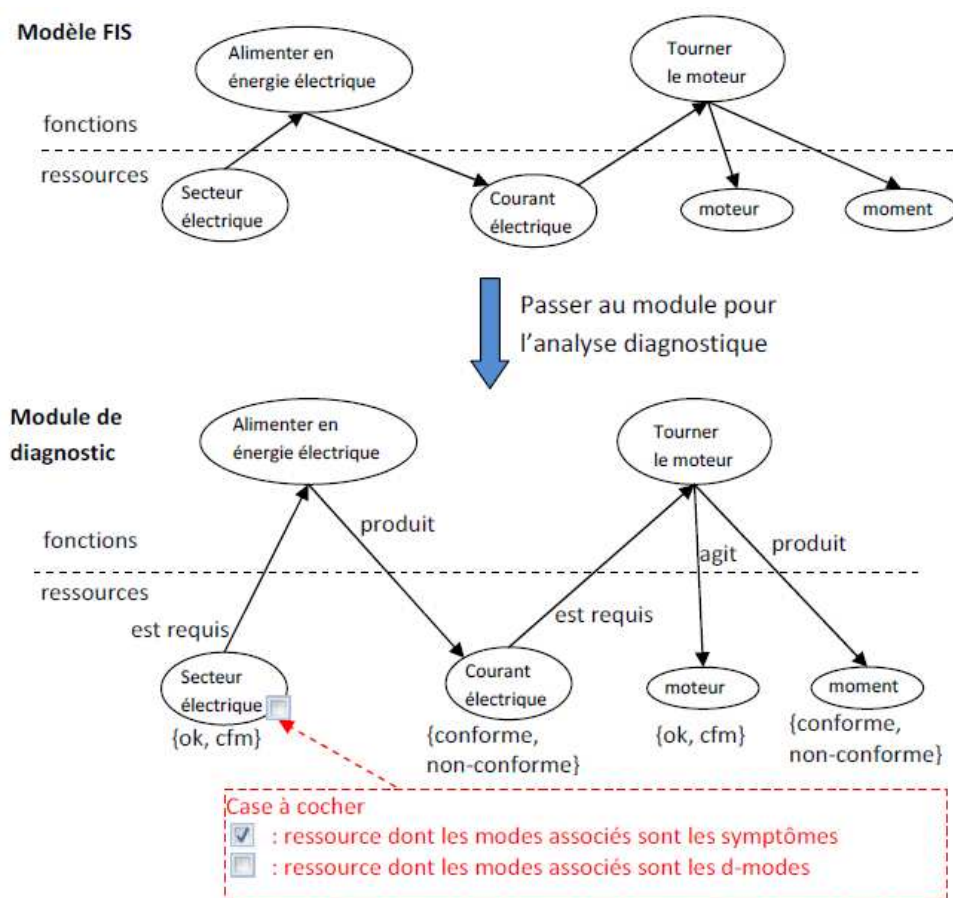 Modèle FIS
Alimenter en
énergie électrique
Tourner
le moteur
fonctions
ressources
Secteur
électrique
Courant
électrique
moteur
moment
Passer au module pour
l'analyse diagnostique
Module de
diagnostic
Alimenter en
énergie électrique
Tourner
le moteur
produit
fonctions
agit
produit
ressources
est requis
est requis
Secteur
électrique
Courant
électrique
moteur
moment
{ok, cfm}
{conforme,
non-conforme}
{ok, cfm}
{conforme,
non-conforme}
Case à cocher
: ressource dont les modes associés sont les symptômes
: ressource dont les modes associés sont les d-modes